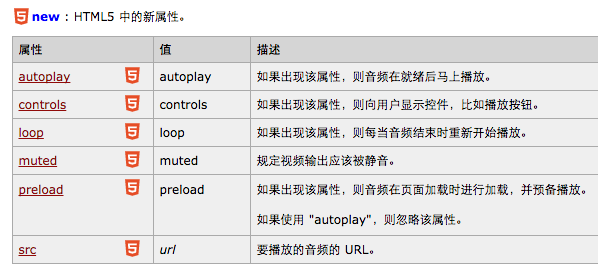 new : HTML5 中的新属性。
属性 值 描述
autoplay autoplay 如果出现该属性，则音频在就绪后马上播放。
controls controls 如果出现该属性，则向用户显示控件，比如播放按钮。
loop loop 如果出现该属性，则每当音频结束时重新开始播放。
muted muted 规定视频输出应该被静音。
preload preload 如果出现该属性，则音频在页面加载时进行加载，并预备播放。
如果使用 "autoplay"，则忽略该属性。
src url 要播放的音频的 URL。